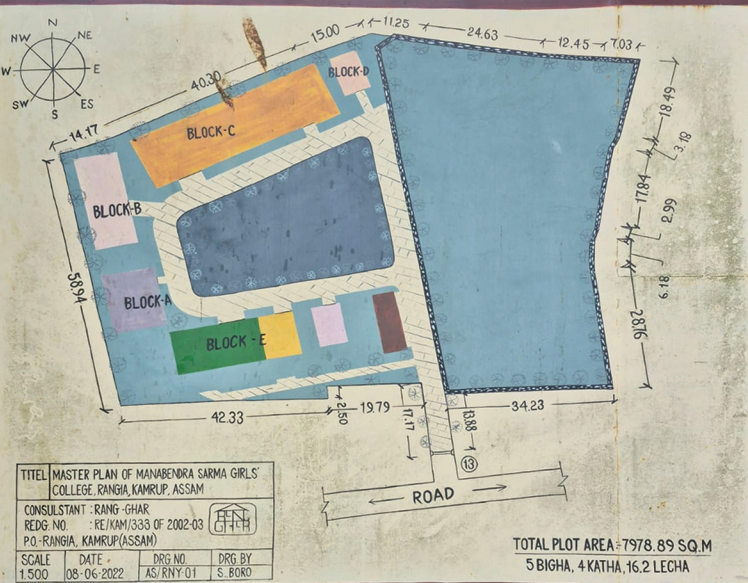 N
NW
NE
W
E
SW
ES
S
14.17
40.30
15.00
11.25
24.63
12.45
7.03
BLOCK-D
BLOCK-C
BLOCK-B
BLOCK-A
BLOCK - E
58.94
18.49
3.18
17.84
2.99
6.18
28.76
42.33
2.50
19.79
17.17
13.88
34.23
13
ROAD
TITEL MASTER PLAN OF MANABENDRA SARMA GIRLS'
COLLEGE, RANGIA, KAMRUP, ASSAM
CONSULSTANT : RANG-GHAR
REDG. NO. : RE/KAM/333 OF 2002-03
P.O.-RANGIA, KAMRUP(ASSAM)
SCALE DATE DRG.NO. DRG.BY
1.500 08-06-2022 AS/RNY-01 S. BORO
TOTAL PLOT AREA=7978.89 SQ.M
5 BIGHA, 4 KATHA, 16.2 LECHA